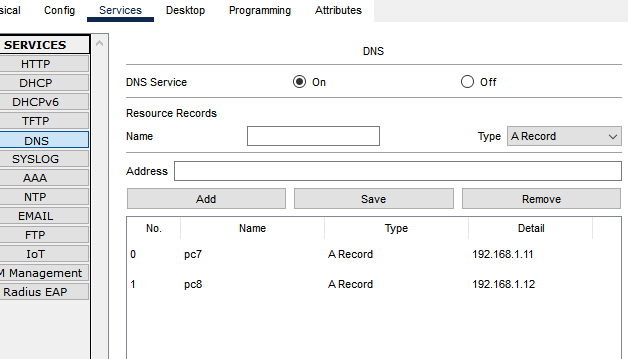 sical Config Services Desktop Programming Attributes
SERVICES
HTTP
DHCP
DHCPv6
TFTP
DNS
SYSLOG
AAA
NTP
EMAIL
FTP
IoT
M Management
Radius EAP
DNS
DNS Service On Off
Resource Records
Name Type A Record
Address
Add Save Remove
No. Name Type Detail
0 pc7 A Record 192.168.1.11
1 pc8 A Record 192.168.1.12